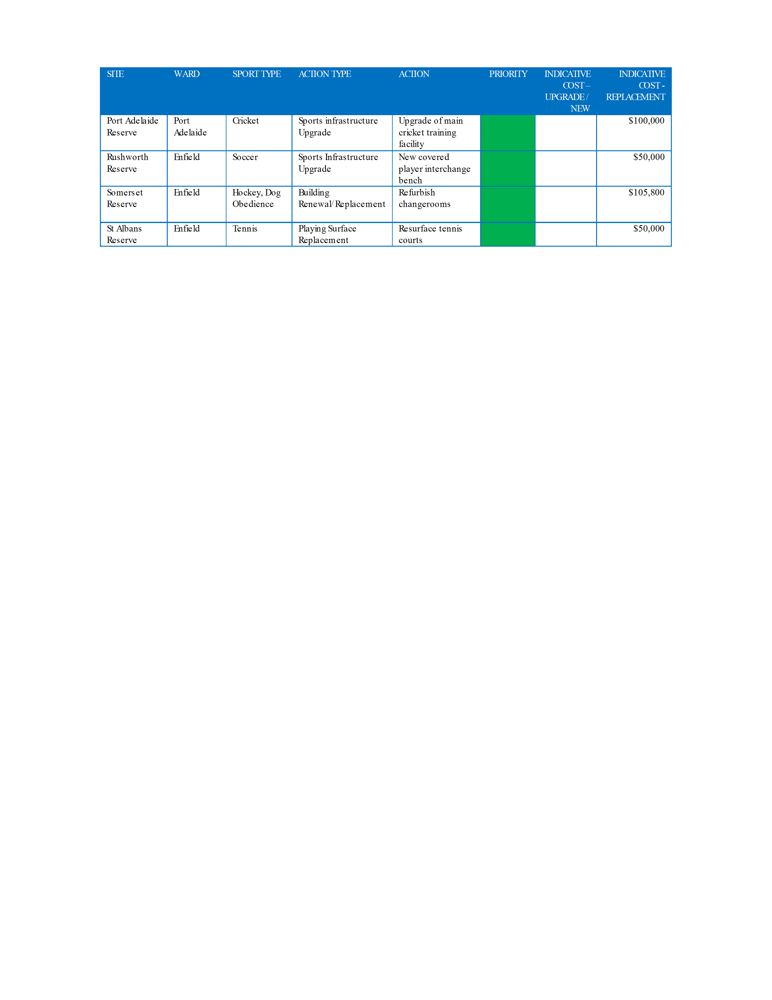 SITE WARD SPORT TYPE ACTION TYPE ACTION PRIORITY INDICATIVE INDICATIVE
COST – COST -
UPGRADE / REPLACEMENT
NEW
Port Adelaide Port Cricket Sports infrastructure Upgrade of main $100,000
Reserve Adelaide Upgrade cricket training
facility
Rushworth Enfield Soccer Sports Infrastructure New covered $50,000
Reserve Upgrade player interchange
bench
Somerset Enfield Hockey, Dog Building Refurbish $105,800
Reserve Obedience Renewal/Replacement changerooms
St Albans Enfield Tennis Playing Surface Resurface tennis $50,000
Reserve Replacement courts